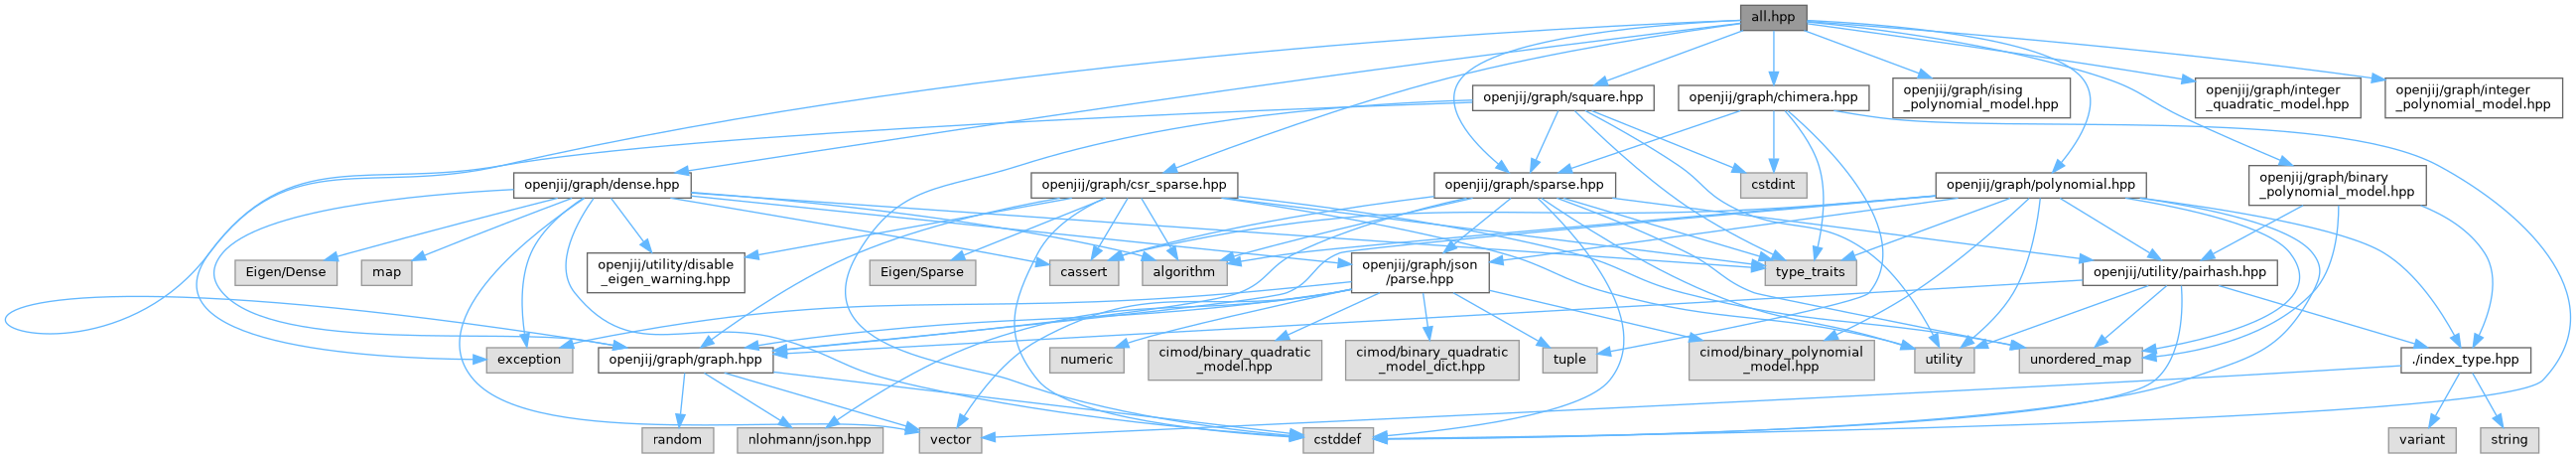 all.hpp
openjij/graph/square.hpp
openjij/graph/chimera.hpp
openjij/graph/ising
_polynomial_model.hpp
openjij/graph/integer
_quadratic_model.hpp
openjij/graph/integer
_polynomial_model.hpp
openjij/graph/dense.hpp
openjij/graph/csr_sparse.hpp
openjij/graph/sparse.hpp
cstdint
openjij/graph/polynomial.hpp
openjij/graph/binary
_polynomial_model.hpp
Eigen/Dense
map
openjij/utility/disable
_eigen_warning.hpp
Eigen/Sparse
cassert
algorithm
openjij/graph/json
/parse.hpp
type_traits
openjij/utility/pairhash.hpp
exception
openjij/graph/graph.hpp
numeric
cimod/binary_quadratic
_model.hpp
cimod/binary_quadratic
_model_dict.hpp
tuple
cimod/binary_polynomial
_model.hpp
utility
unordered_map
./index_type.hpp
random
nlohmann/json.hpp
vector
cstddef
variant
string